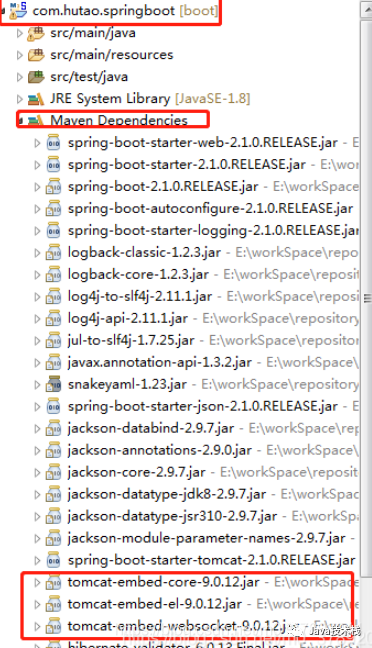 com.hutao.springboot [boot]
src/main/java
src/main/resources
src/test/java
JRE System Library [JavaSE-1.8]
Maven Dependencies
spring-boot-starter-web-2.1.0.RELEASE.jar
spring-boot-starter-2.1.0.RELEASE.jar - E:\
spring-boot-2.1.0.RELEASE.jar - E:\workSpace
spring-boot-autoconfigure-2.1.0.RELEASE.jar
spring-boot-starter-logging-2.1.0.RELEASE.jar
logback-classic-1.2.3.jar - E:\workSpace\repo
logback-core-1.2.3.jar - E:\workSpace\reposit
log4j-to-slf4j-2.11.1.jar - E:\workSpace\repo
log4j-api-2.11.1.jar - E:\workSpace\reposito
jul-to-slf4j-1.7.25.jar - E:\workSpace\reposi
javax.annotation-api-1.3.2.jar - E:\workSpace\
snakeyaml-1.23.jar - E:\workSpace\repository
spring-boot-starter-json-2.1.0.RELEASE.jar
jackson-databind-2.9.7.jar - E:\workSpace\re
jackson-annotations-2.9.0.jar - E:\workSpace
jackson-core-2.9.7.jar - E:\workSpace\reposit
jackson-datatype-jdk8-2.9.7.jar - E:\workSpa
jackson-datatype-jsr310-2.9.7.jar - E:\workSp
jackson-module-parameter-names-2.9.7.jar -
spring-boot-starter-tomcat-2.1.0.RELEASE.jar
tomcat-embed-core-9.0.12.jar - E:\workSpace
tomcat-embed-el-9.0.12.jar - E:\workSpace\re
tomcat-embed-websocket-9.0.12.j
Java技术栈
hibernate-validator-6.0.13.Final.jar